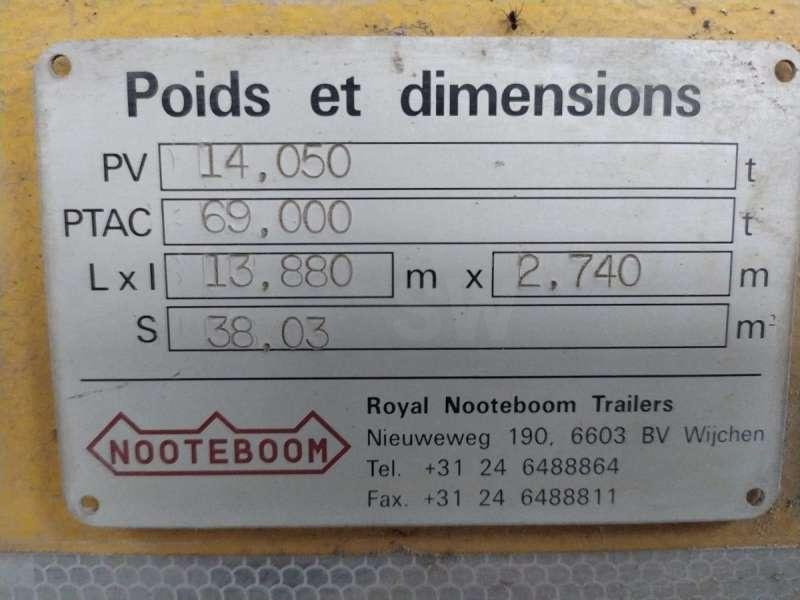 Poids et dimensions
PV 14,050 t
PTAC 69,000 t
L x l 13,880 m x 2,740 m
S 38,03 m²
NOOTEBOOM
Royal Nooteboom Trailers
Nieuweweg 190, 6603 BV Wijchen
Tel. +31 24 6488864
Fax. +31 24 6488811
SW